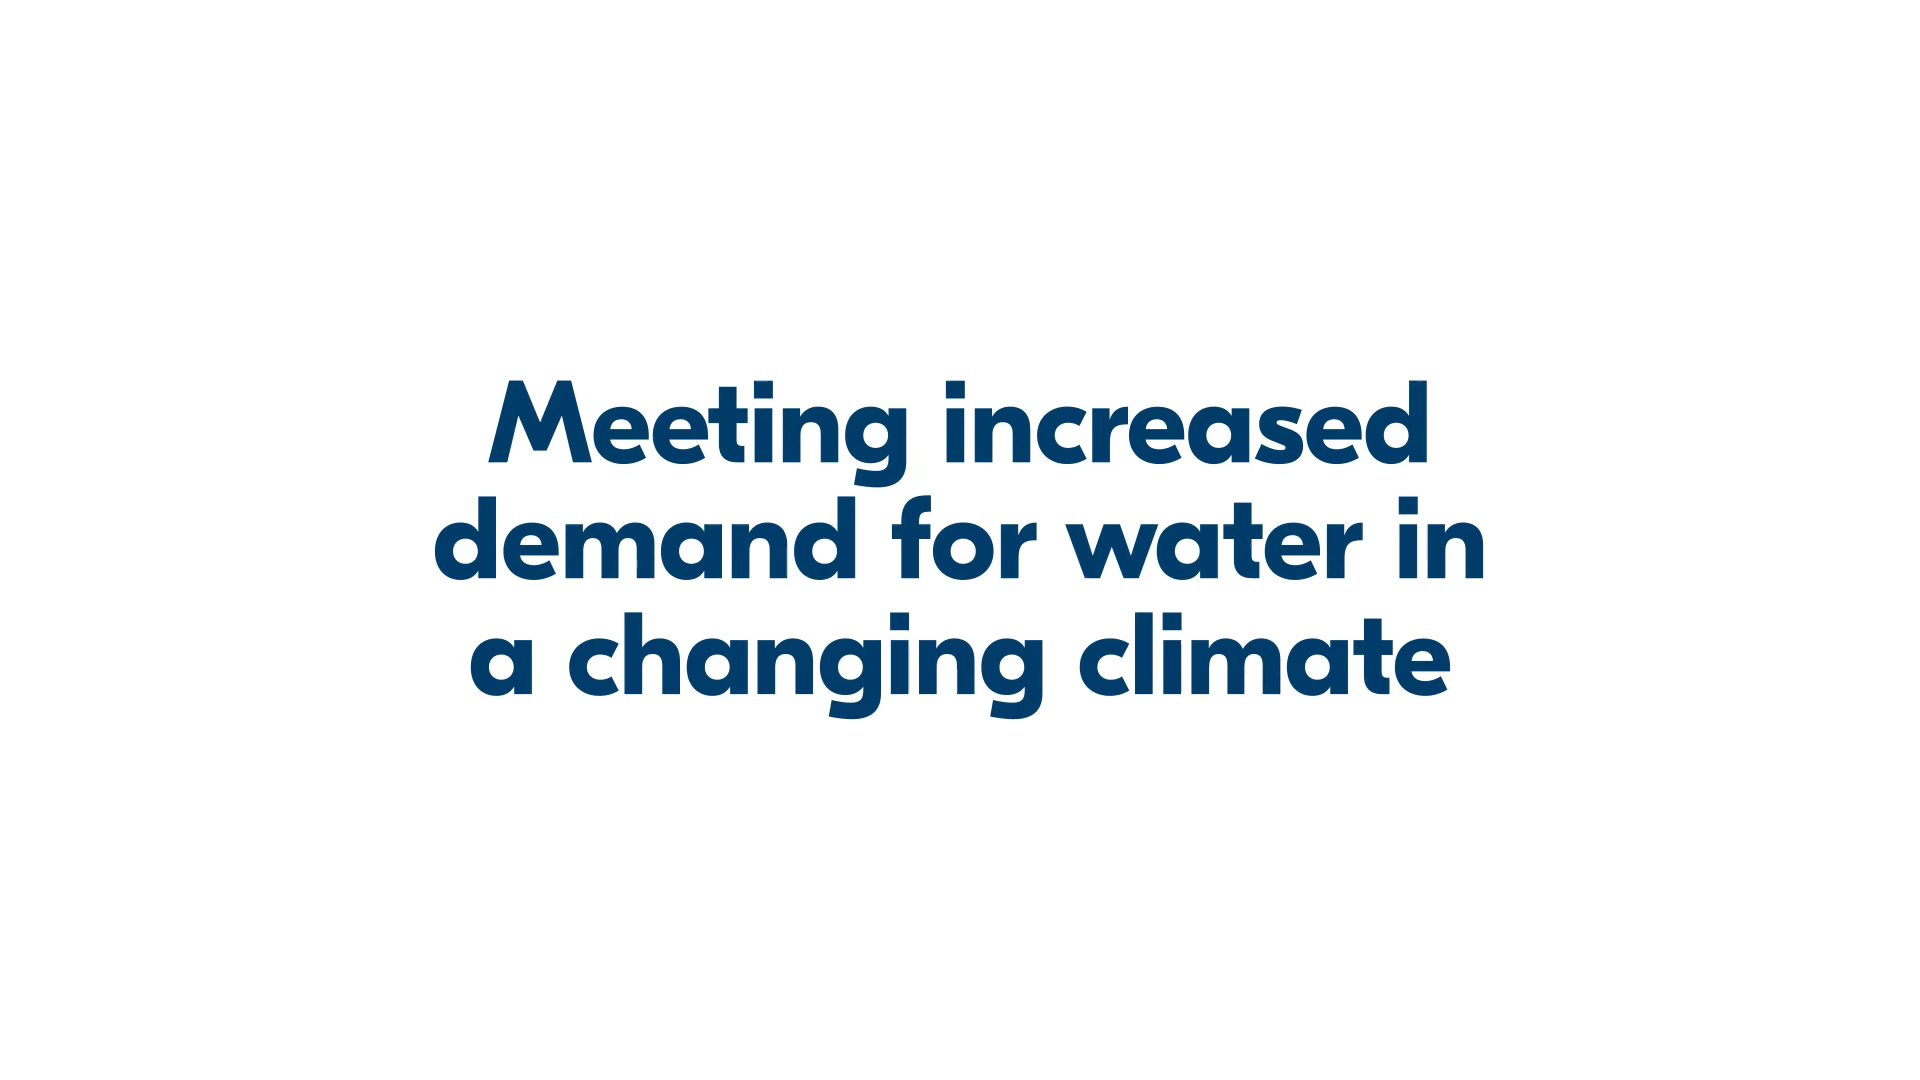 Meeting increased
demand for water in
a changing climate